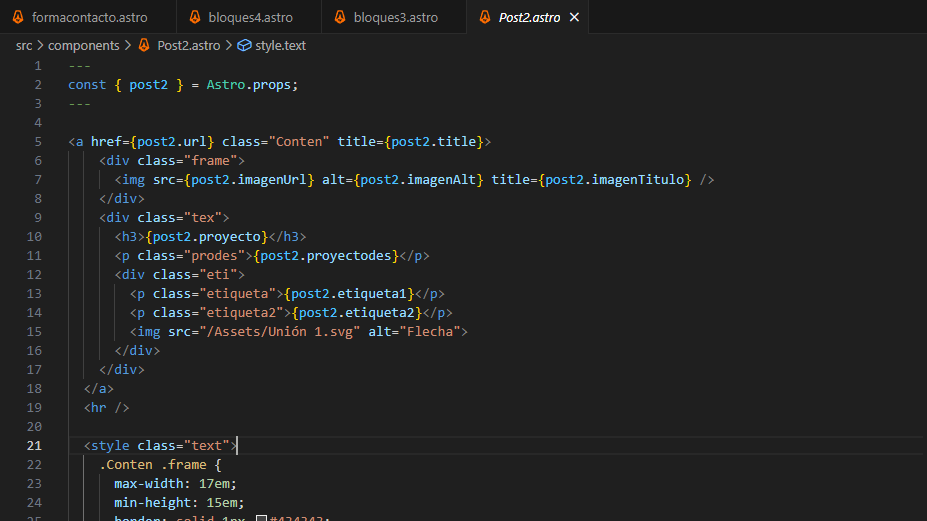 formacontacto.astro bloques4.astro bloques3.astro Post2.astro
src > components > Post2.astro > style.text
1 ---
2 const { post2 } = Astro.props;
3 ---
4
5 <a href={post2.url} class="Conten" title={post2.title}>
6 <div class="frame">
7 <img src={post2.imagenUrl} alt={post2.imagenAlt} title={post2.imagenTitulo} />
8 </div>
9 <div class="tex">
10 <h3>{post2.proyecto}</h3>
11 <p class="prodes">{post2.proyectodes}</p>
12 <div class="eti">
13 <p class="etiqueta">{post2.etiqueta1}</p>
14 <p class="etiqueta2">{post2.etiqueta2}</p>
15 <img src="/Assets/Unión 1.svg" alt="Flecha">
16 </div>
17 </div>
18 </a>
19 <hr />
20
21 <style class="text">
22 .Conten .frame {
23 max-width: 17em;
24 min-height: 15em;
25 border: solid 1px #424242;